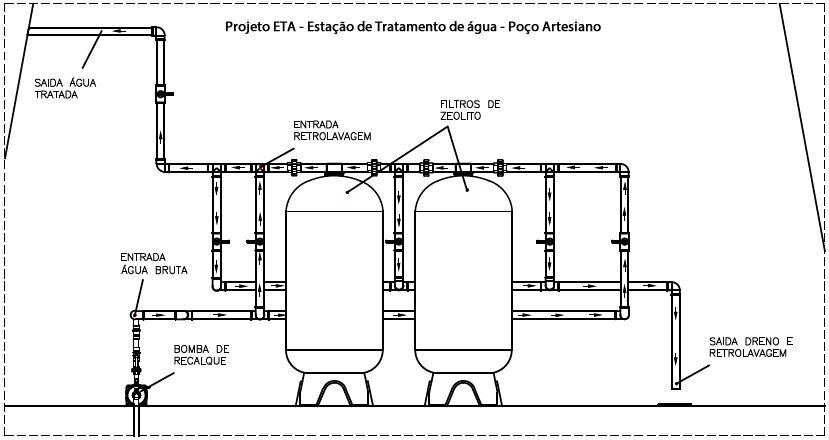 Projeto ETA - Estação de Tratamento de água - Poço Artesiano
SAIDA ÁGUA
TRATADA
ENTRADA
RETROLAVAGEM
FILTROS DE
ZEOLITO
ENTRADA
ÁGUA BRUTA
BOMBA DE
RECALQUE
SAIDA DRENO E
RETROLAVAGEM